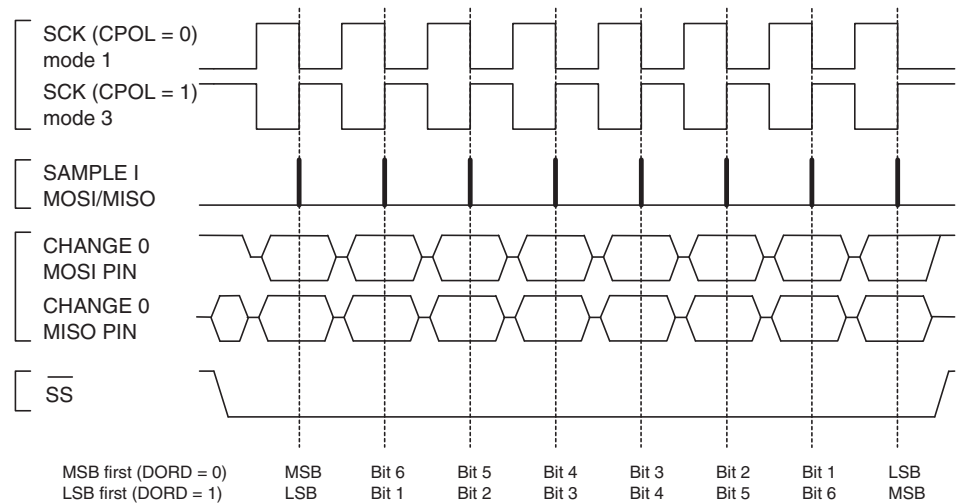 SCK (CPOL = 0)
mode 1
SCK (CPOL = 1)
mode 3
SAMPLE I
MOSI/MISO
CHANGE 0
MOSI PIN
CHANGE 0
MISO PIN
SS
MSB first (DORD = 0) MSB Bit 6 Bit 5 Bit 4 Bit 3 Bit 2 Bit 1 LSB
LSB first (DORD = 1) LSB Bit 1 Bit 2 Bit 3 Bit 4 Bit 5 Bit 6 MSB